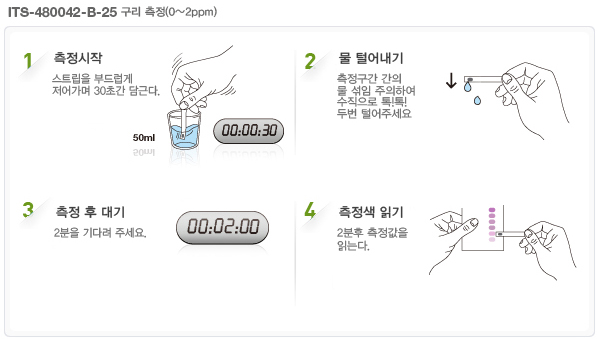 ITS-480042-B-25 구리 측정(0~2ppm)
1 측정시작
스트립을 부드럽게
저어가며 30초간 담근다.
50ml
00:00:30
2 물 털어내기
측정구간 간의
물 섞임 주의하여
수직으로 톡!톡!
두번 털어주세요
3 측정 후 대기
2분을 기다려 주세요.
00:02:00
4 측정색 읽기
2분후 측정값을
읽는다.